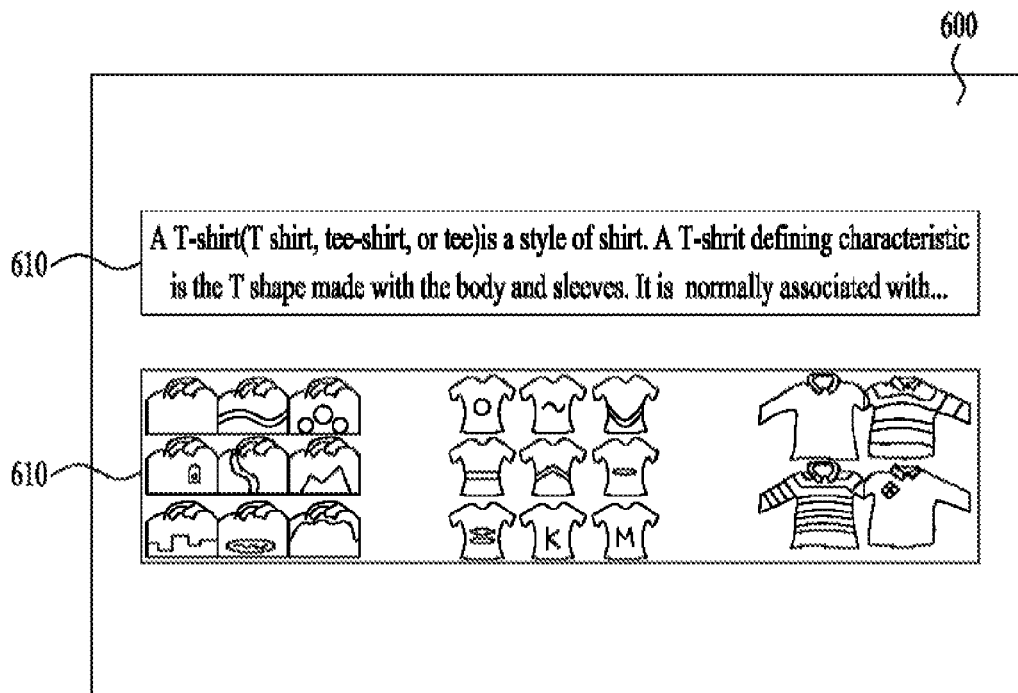 600
610
A T-shirt(T shirt, tee-shirt, or tee)is a style of shirt. A T-shrit defining characteristic
is the T shape made with the body and sleeves. It is normally associated with...
610
K
M